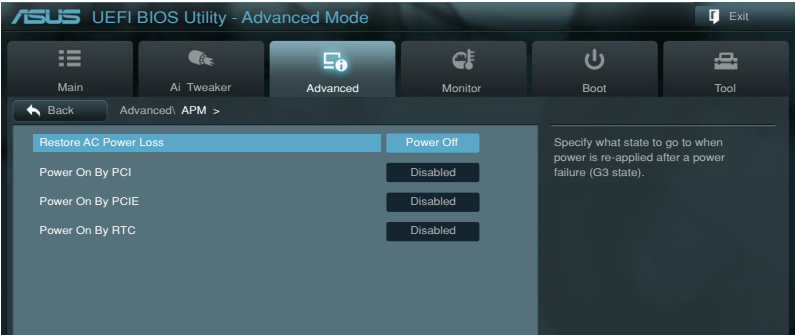 ASUS UEFI BIOS Utility - Advanced Mode
Exit
Main
Ai Tweaker
Advanced
Monitor
Boot
Tool
Back
Advanced\ APM >
Restore AC Power Loss Power Off
Power On By PCI Disabled
Power On By PCIE Disabled
Power On By RTC Disabled
Specify what state to go to when
power is re-applied after a power
failure (G3 state).